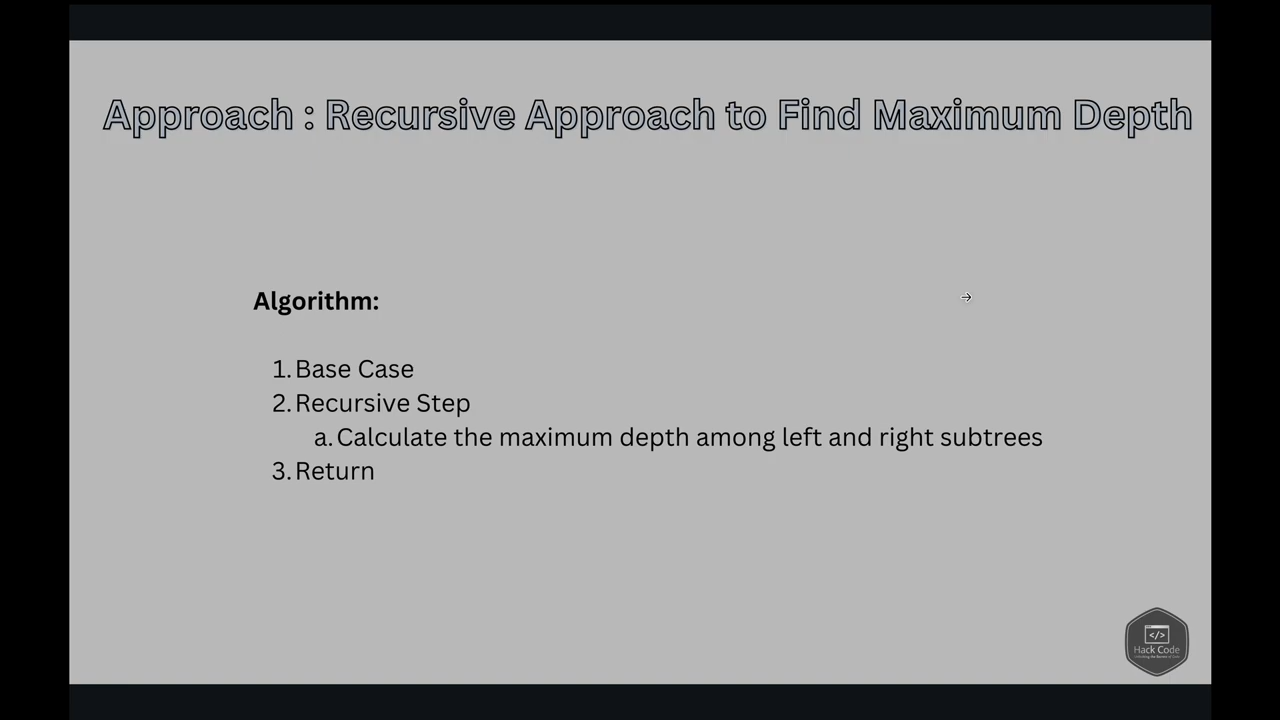 Approach : Recursive Approach to Find Maximum Depth
Algorithm:
1. Base Case
2. Recursive Step
a. Calculate the maximum depth among left and right subtrees
3. Return
</>
Hack Code